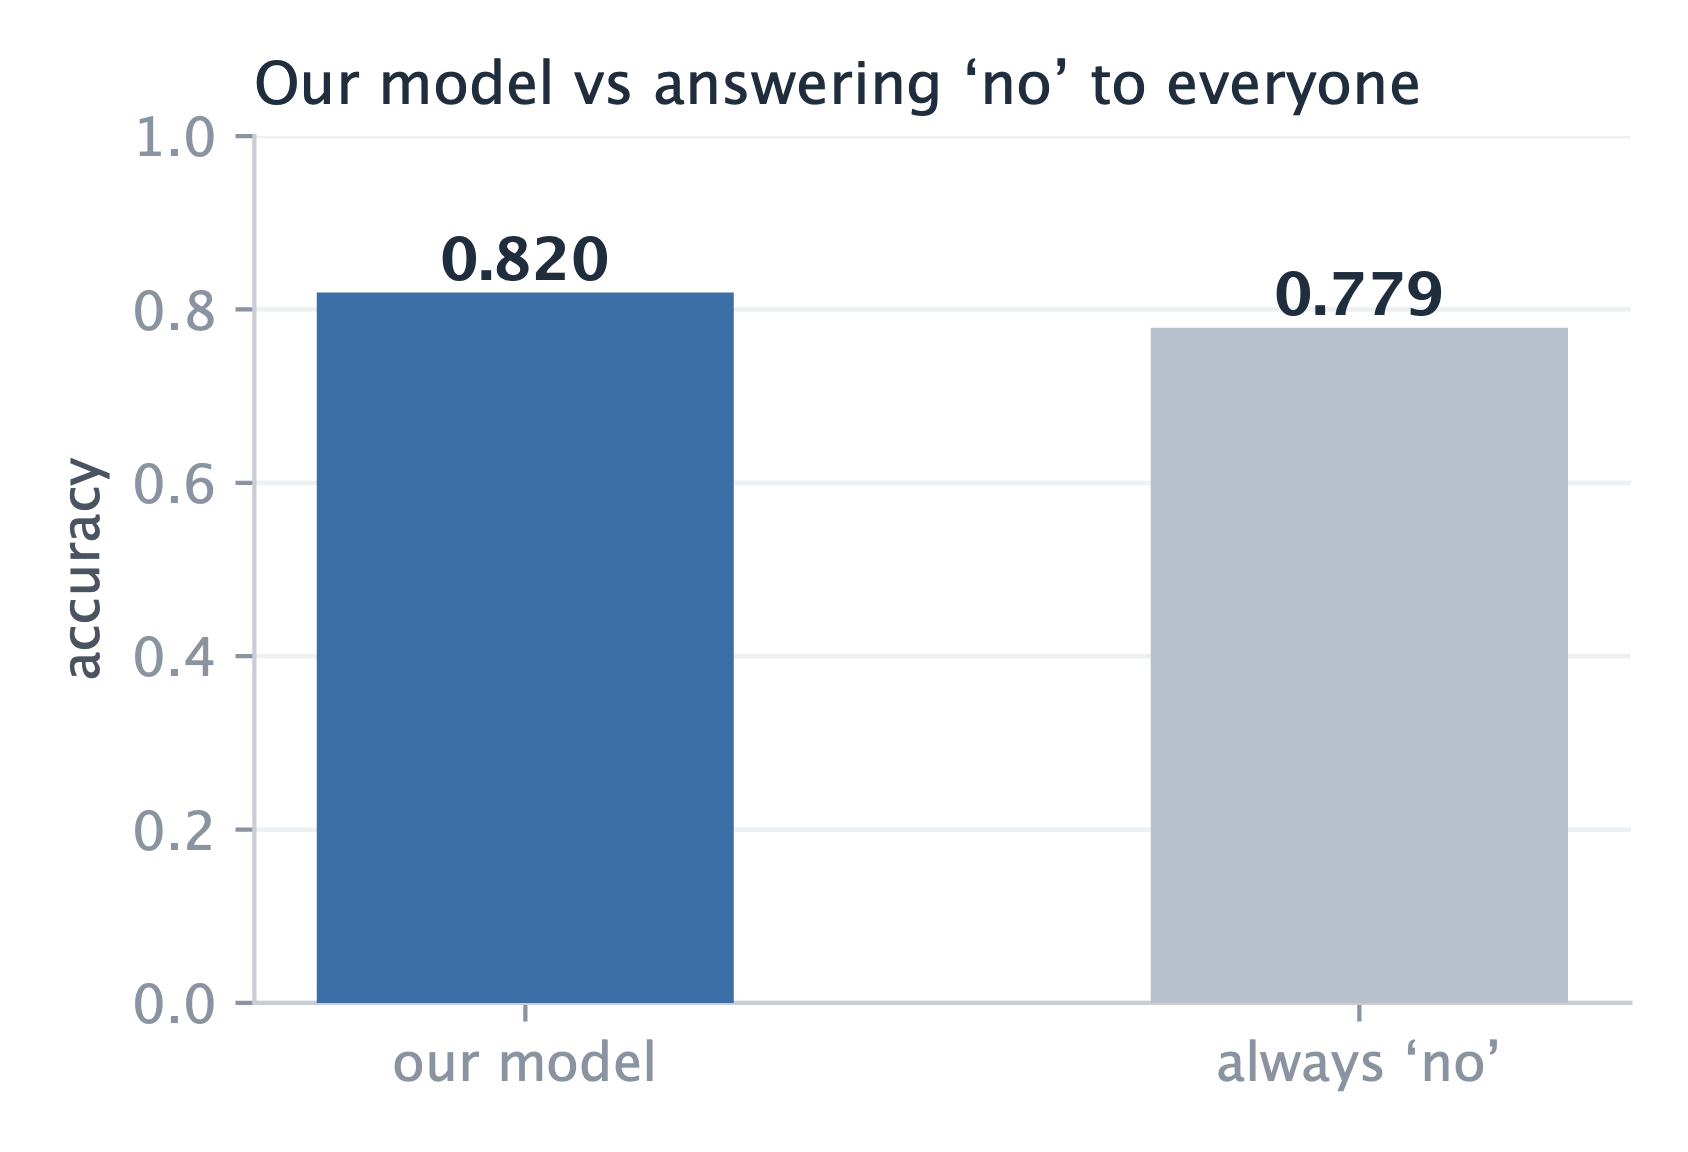 Our model vs answering ‘no’ to everyone
1.0
0.8
0.6
0.4
0.2
0.0
accuracy
0.820
0.779
our model
always ‘no’